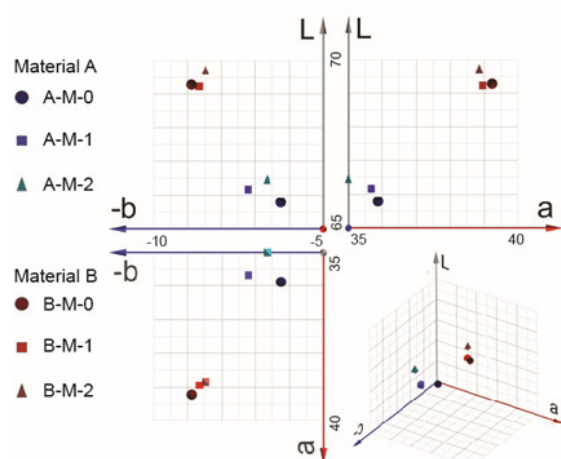 L
L
Material A
A-M-0
A-M-1
A-M-2
70
65
-b
a
-10
-5
35
40
-b
35
Material B
B-M-0
B-M-1
B-M-2
40
a
L
a
-b